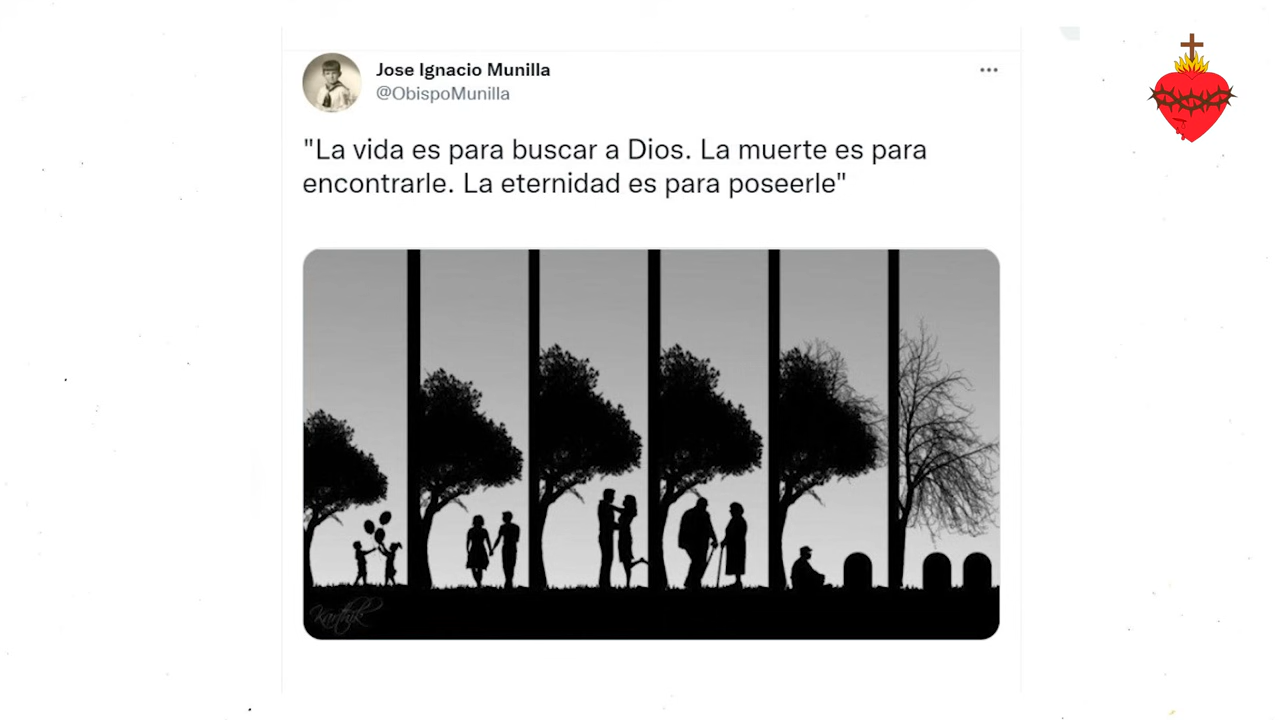 Jose Ignacio Munilla
@ObispoMunilla
"La vida es para buscar a Dios. La muerte es para
encontrarle. La eternidad es para poseerle"
Karthik